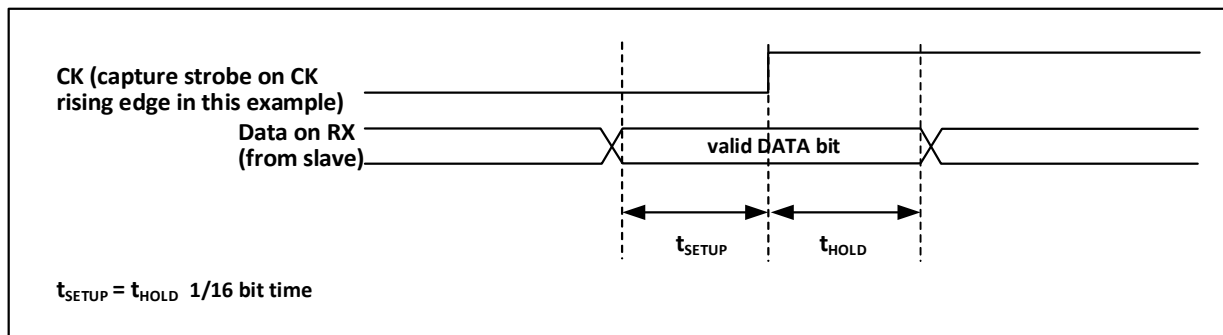 CK (capture strobe on CK
rising edge in this example)
Data on RX
(from slave)
valid DATA bit
tSETUP
tHOLD
tSETUP = tHOLD 1/16 bit time